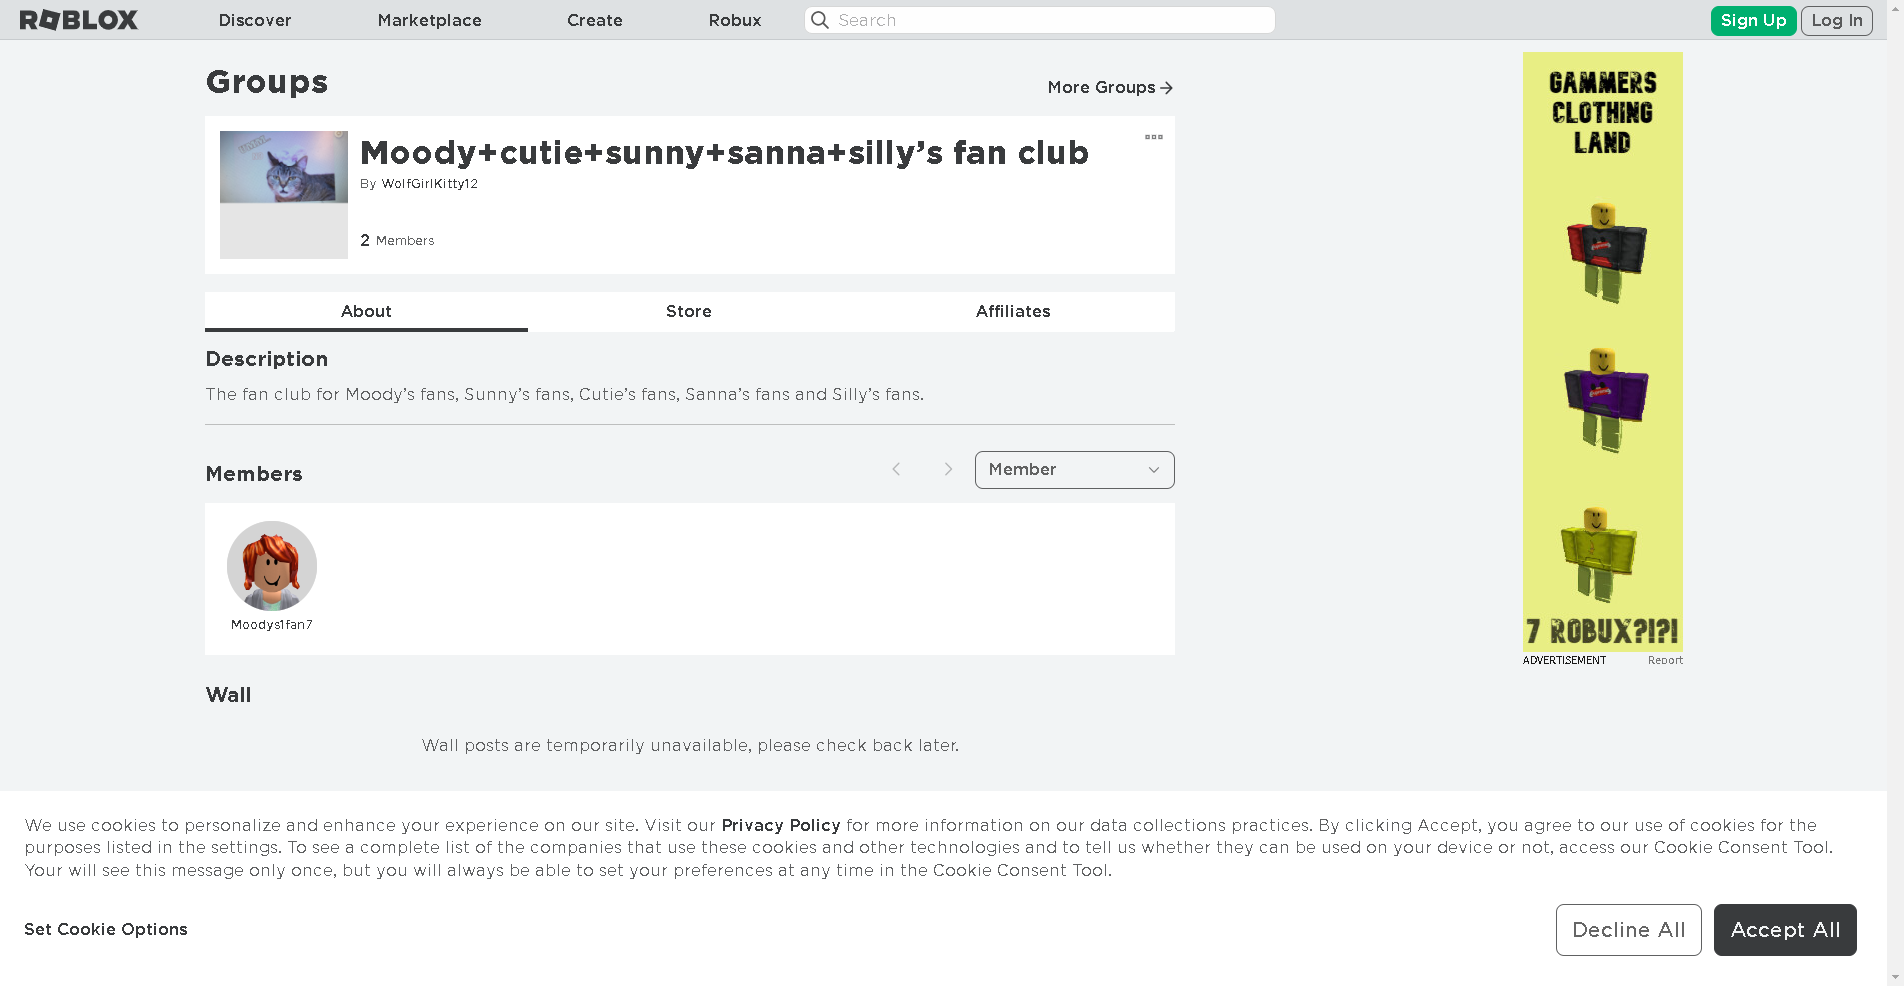 ROBLOX
Discover
Marketplace
Create
Robux
Search
Sign Up
Log In
Groups
More Groups
Moody+cutie+sunny+sanna+silly's fan club
By WolfGirlKitty12
2 Members
About
Store
Affiliates
Description
The fan club for Moody's fans, Sunny's fans, Cutie's fans, Sanna's fans and Silly's fans.
Members
Member
Moodys1fan7
Wall
Wall posts are temporarily unavailable, please check back later.
GAMMERS
CLOTHING
LAND
7 ROBUX?!?!
ADVERTISEMENT
Report
We use cookies to personalize and enhance your experience on our site. Visit our Privacy Policy for more information on our data collections practices. By clicking Accept, you agree to our use of cookies for the
purposes listed in the settings. To see a complete list of the companies that use these cookies and other technologies and to tell us whether they can be used on your device or not, access our Cookie Consent Tool.
Your will see this message only once, but you will always be able to set your preferences at any time in the Cookie Consent Tool.
Set Cookie Options
Decline All
Accept All